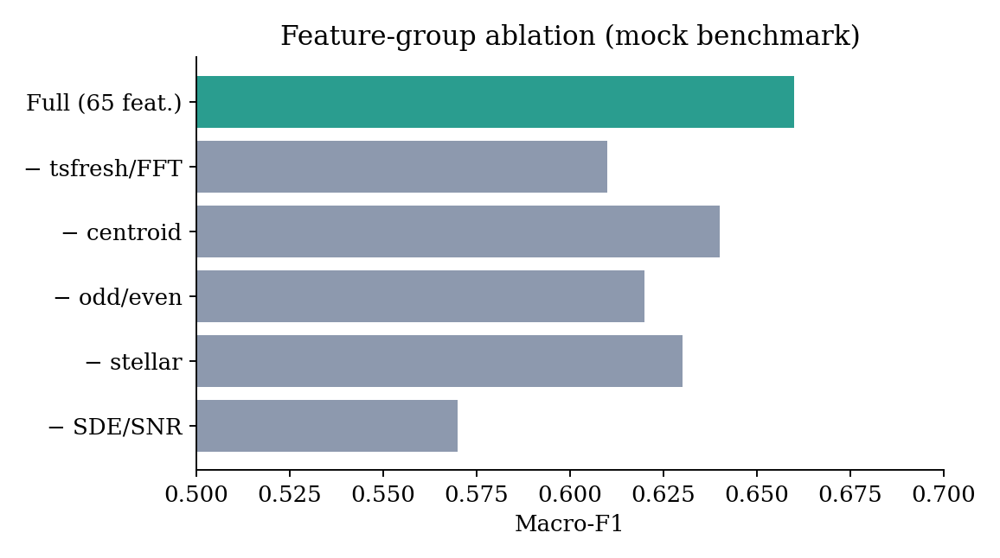 Feature-group ablation (mock benchmark)
Full (65 feat.)
− tsfresh/FFT
− centroid
− odd/even
− stellar
− SDE/SNR
0.500 0.525 0.550 0.575 0.600 0.625 0.650 0.675 0.700
Macro-F1